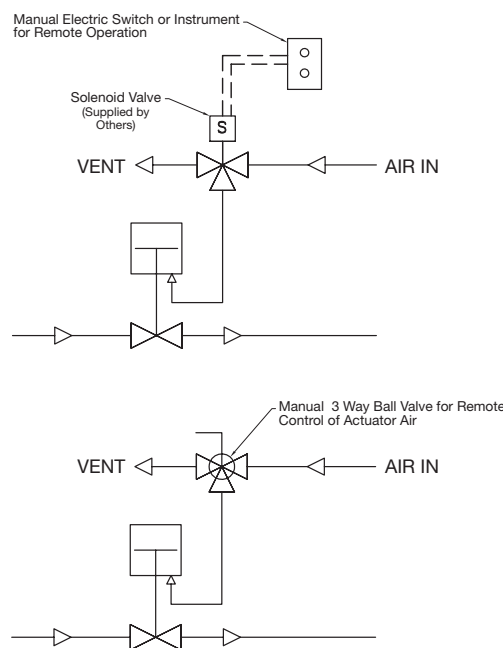 Manual Electric Switch or Instrument
for Remote Operation
Solenoid Valve
(Supplied by
Others)
S
VENT
AIR IN
Manual 3 Way Ball Valve for Remote
Control of Actuator Air
VENT
AIR IN